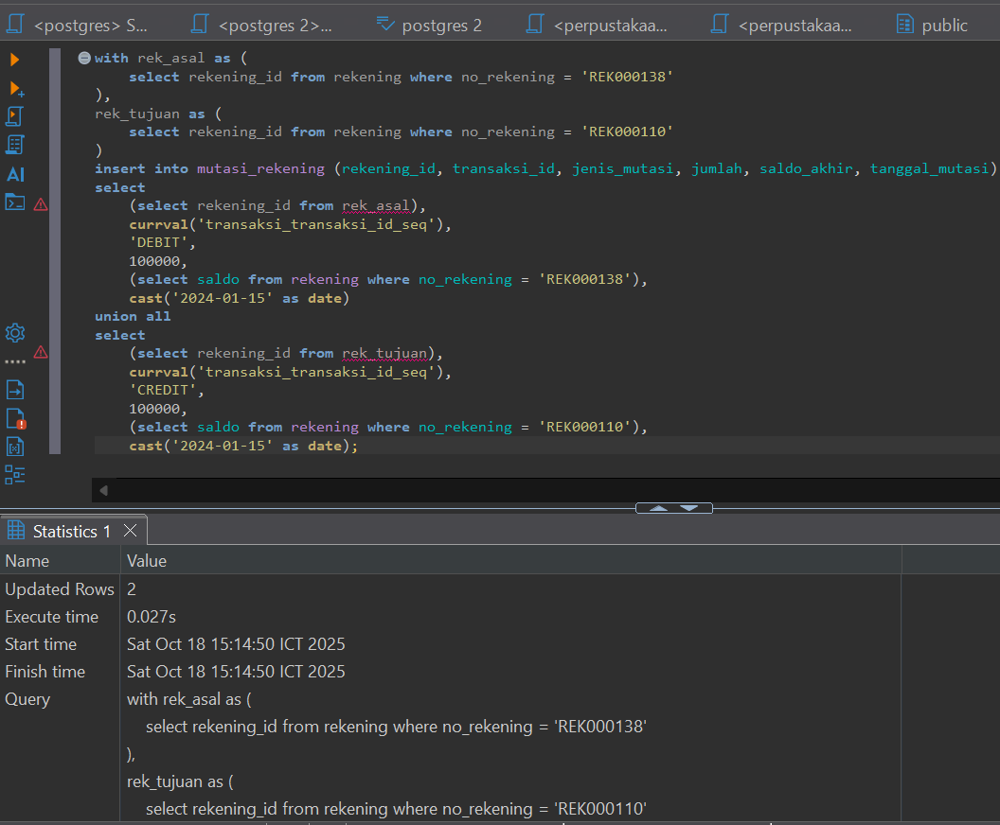 <postgres> S...
<postgres 2>...
postgres 2
<perpustakaa...
<perpustakaa...
public
with rek_asal as (
select rekening_id from rekening where no_rekening = 'REK000138'
),
rek_tujuan as (
select rekening_id from rekening where no_rekening = 'REK000110'
)
insert into mutasi_rekening (rekening_id, transaksi_id, jenis_mutasi, jumlah, saldo_akhir, tanggal_mutasi)
select
(select rekening_id from rek_asal),
currval('transaksi_transaksi_id_seq'),
'DEBIT',
100000,
(select saldo from rekening where no_rekening = 'REK000138'),
cast('2024-01-15' as date)
union all
select
(select rekening_id from rek_tujuan),
currval('transaksi_transaksi_id_seq'),
'CREDIT',
100000,
(select saldo from rekening where no_rekening = 'REK000110'),
cast('2024-01-15' as date);
AI
Statistics 1
Name Value
Updated Rows 2
Execute time 0.027s
Start time Sat Oct 18 15:14:50 ICT 2025
Finish time Sat Oct 18 15:14:50 ICT 2025
Query with rek_asal as (
select rekening_id from rekening where no_rekening = 'REK000138'
),
rek_tujuan as (
select rekening_id from rekening where no_rekening = 'REK000110'